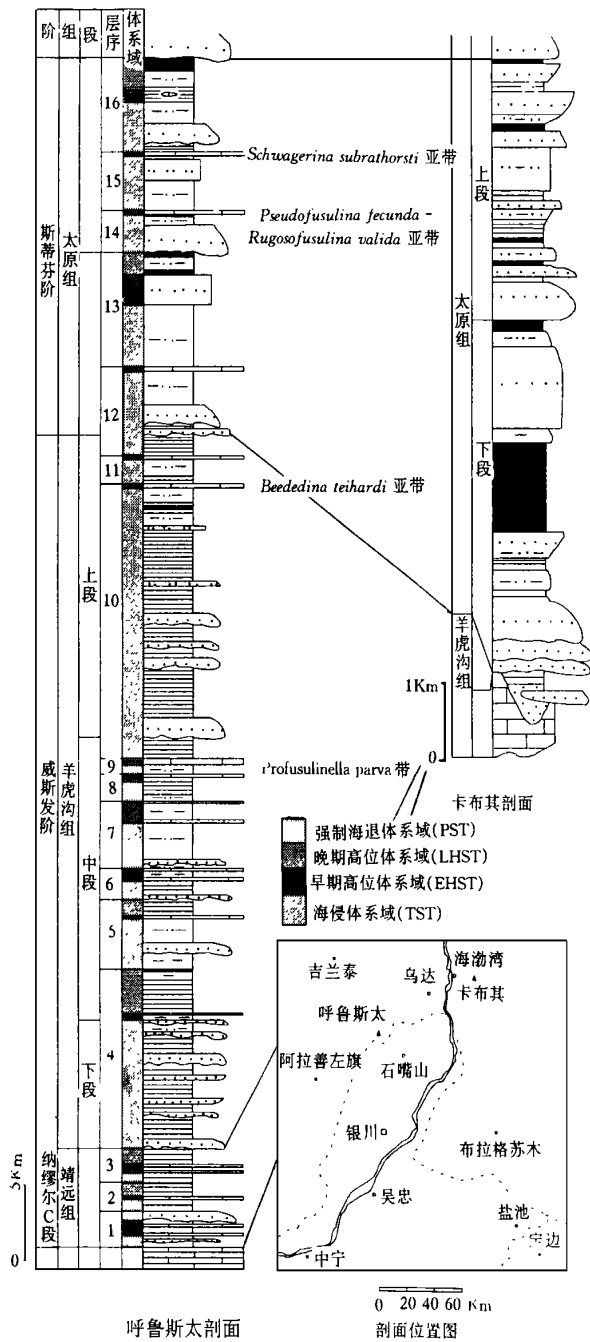 阶 组 段 层序 体系域
斯蒂芬阶
太原组
16
15
14
13
12
Schwagerina subrathorsti 亚带
Pseudofusulina fecunda -
Rugosofusulina valida 亚带
Beededina teihardi 亚带
威斯发阶
羊虎沟组
上段
11
10
中段
9
8
7
6
5
Profusulinella parva 带
下段
4
纳缪尔C段
靖远组
3
2
1
5Km
0
呼鲁斯太剖面
太原组
上段
下段
羊虎沟组
1Km
0
卡布其剖面
强制海退体系域(PST)
晚期高位体系域(LHST)
早期高位体系域(EHST)
海侵体系域(TST)
吉兰泰
乌达
海渤湾
卡布其
呼鲁斯太
阿拉善左旗
石嘴山
银川
布拉格苏木
吴忠
盐池
中宁
0 20 40 60 Km
剖面位置图